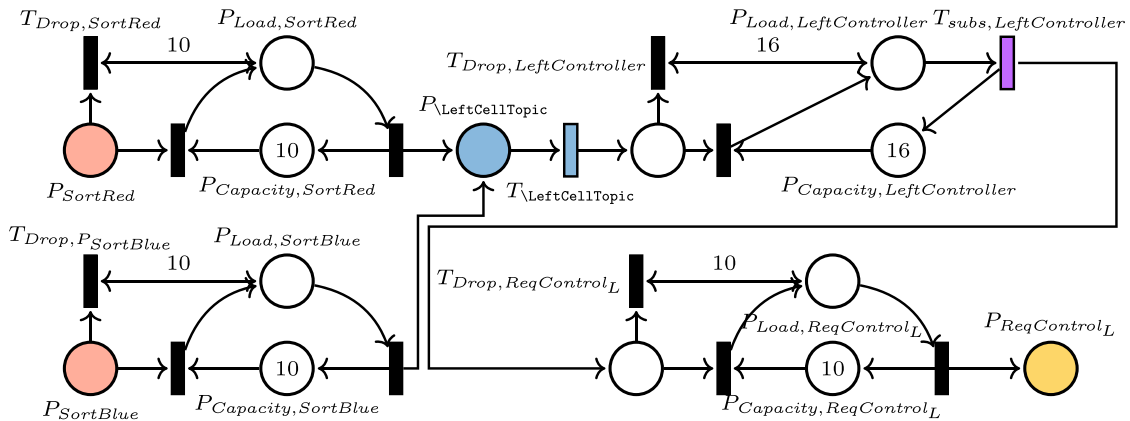 T_{Drop,SortRed}
P_{Load,SortRed}
P_{Load,LeftController}
T_{subs,LeftController}
10
16
T_{Drop,LeftController}
P_{\LeftCellTopic}
10
16
P_{SortRed}
P_{Capacity,SortRed}
T_{\LeftCellTopic}
P_{Capacity,LeftController}
T_{Drop,P_{SortBlue}}
P_{Load,SortBlue}
10
10
T_{Drop,ReqControl_L}
P_{Load,ReqControl_L}
P_{ReqControl_L}
10
10
P_{SortBlue}
P_{Capacity,SortBlue}
P_{Capacity,ReqControl_L}